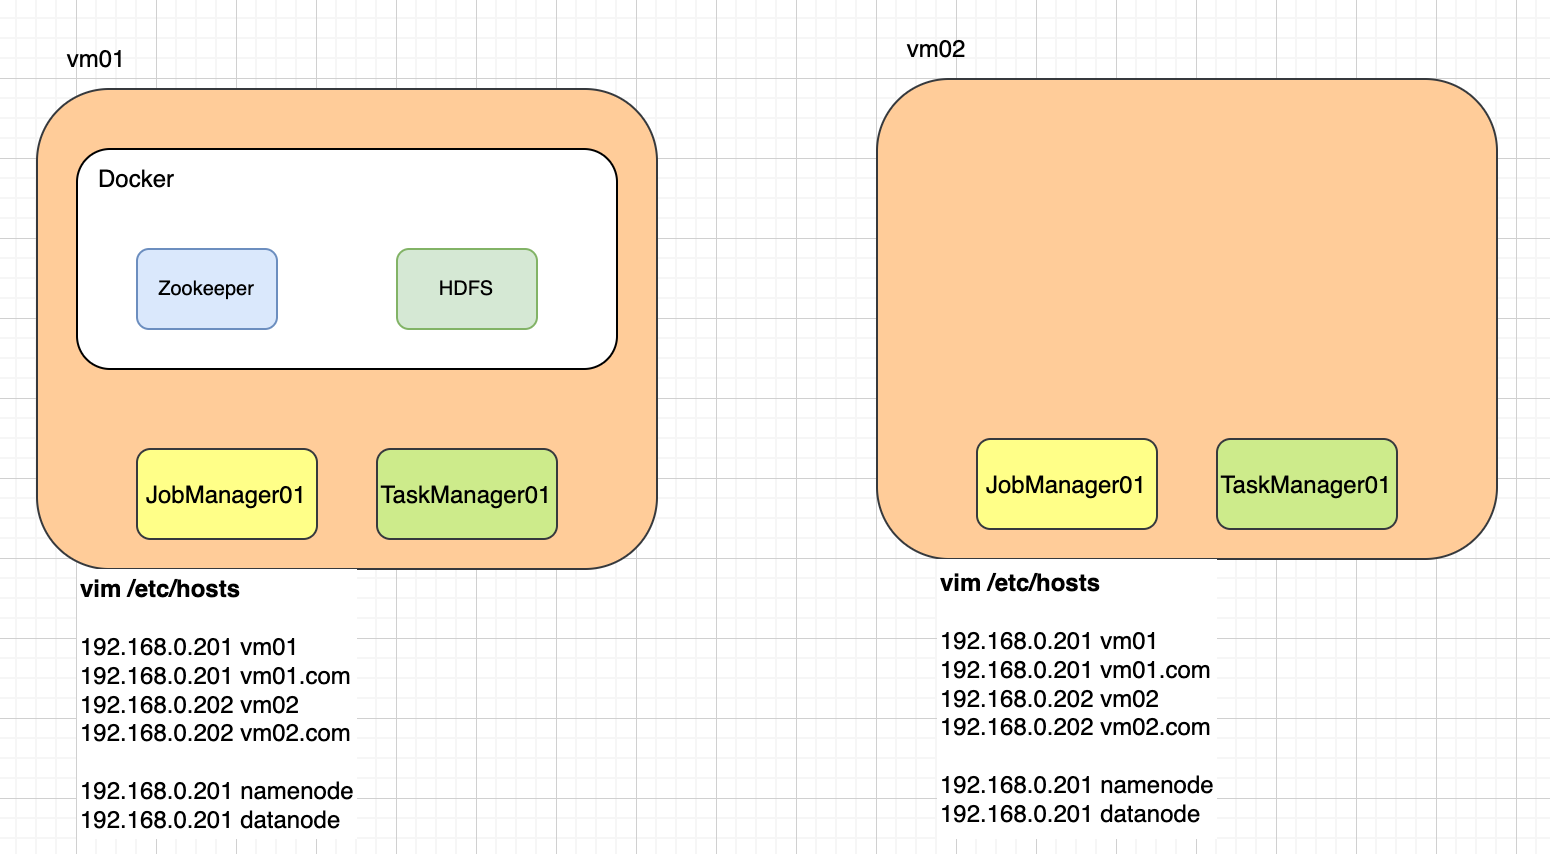 vm01
Docker
Zookeeper
HDFS
JobManager01
TaskManager01
vim /etc/hosts
192.168.0.201 vm01
192.168.0.201 vm01.com
192.168.0.202 vm02
192.168.0.202 vm02.com
192.168.0.201 namenode
192.168.0.201 datanode
vm02
JobManager01
TaskManager01
vim /etc/hosts
192.168.0.201 vm01
192.168.0.201 vm01.com
192.168.0.202 vm02
192.168.0.202 vm02.com
192.168.0.201 namenode
192.168.0.201 datanode